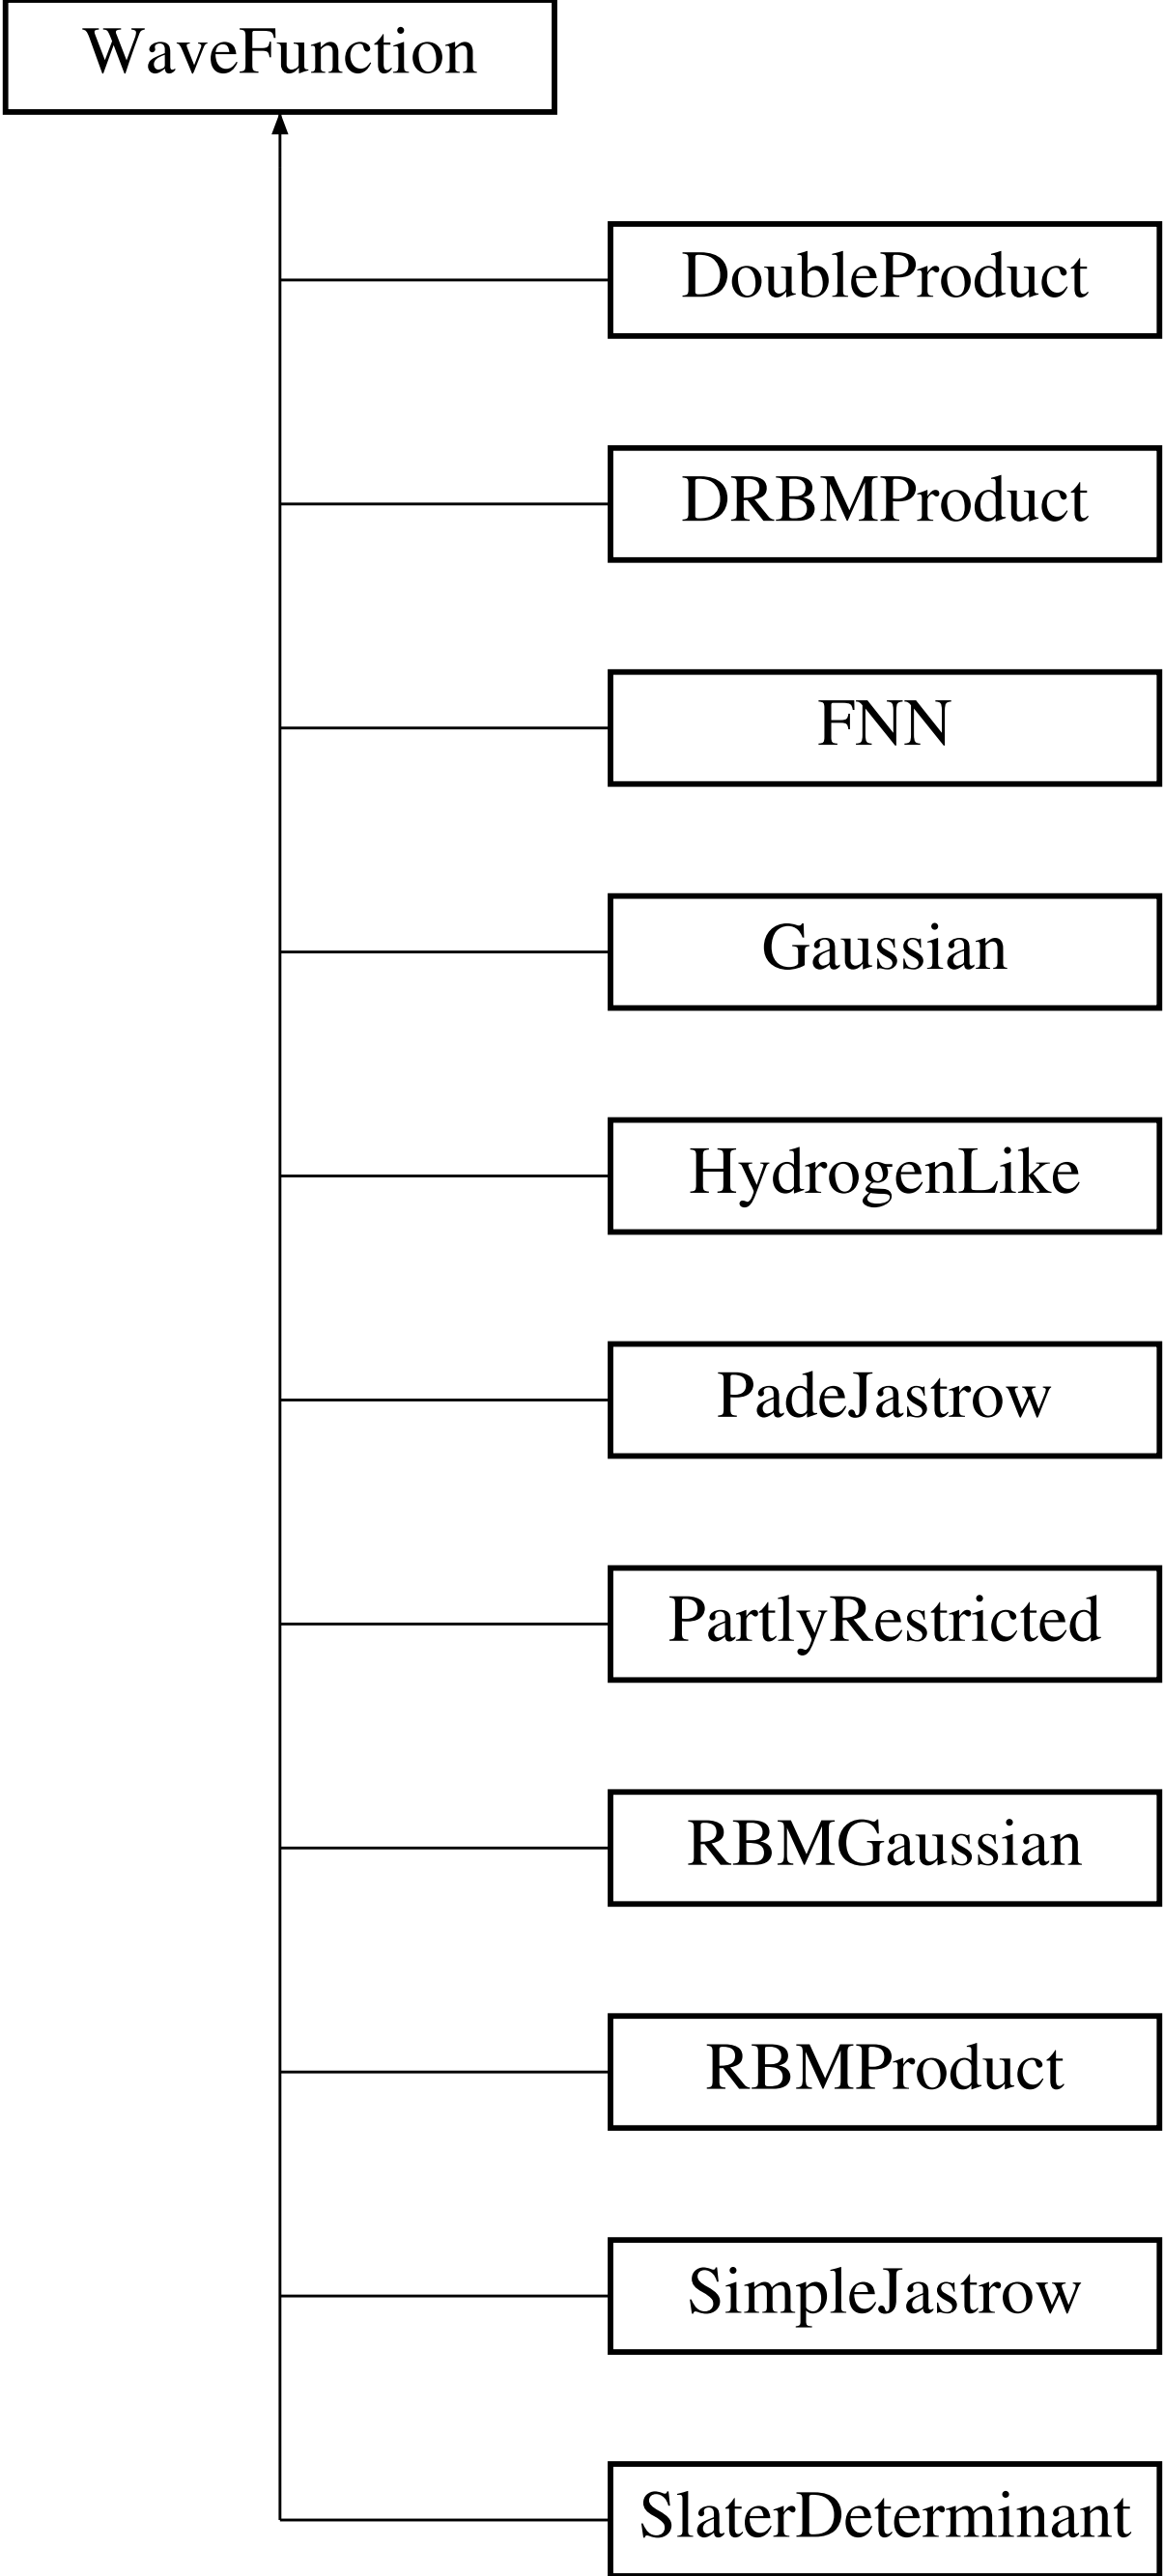 WaveFunction
DoubleProduct
DRBMProduct
FNN
Gaussian
HydrogenLike
PadeJastrow
PartlyRestricted
RBMGaussian
RBMProduct
SimpleJastrow
SlaterDeterminant